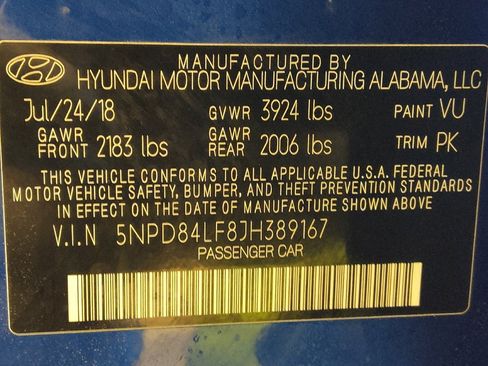 MANUFACTURED BY
HYUNDAI MOTOR MANUFACTURING ALABAMA, LLC
Jul/24/18 GVWR 3924 lbs PAINT VU
GAWR FRONT 2183 lbs GAWR REAR 2006 lbs TRIM PK
THIS VEHICLE CONFORMS TO ALL APPLICABLE U.S.A. FEDERAL
MOTOR VEHICLE SAFETY, BUMPER, AND THEFT PREVENTION STANDARDS
IN EFFECT ON THE DATE OF MANUFACTURE SHOWN ABOVE.
V.I.N 5NPD84LF8JH389167
PASSENGER CAR